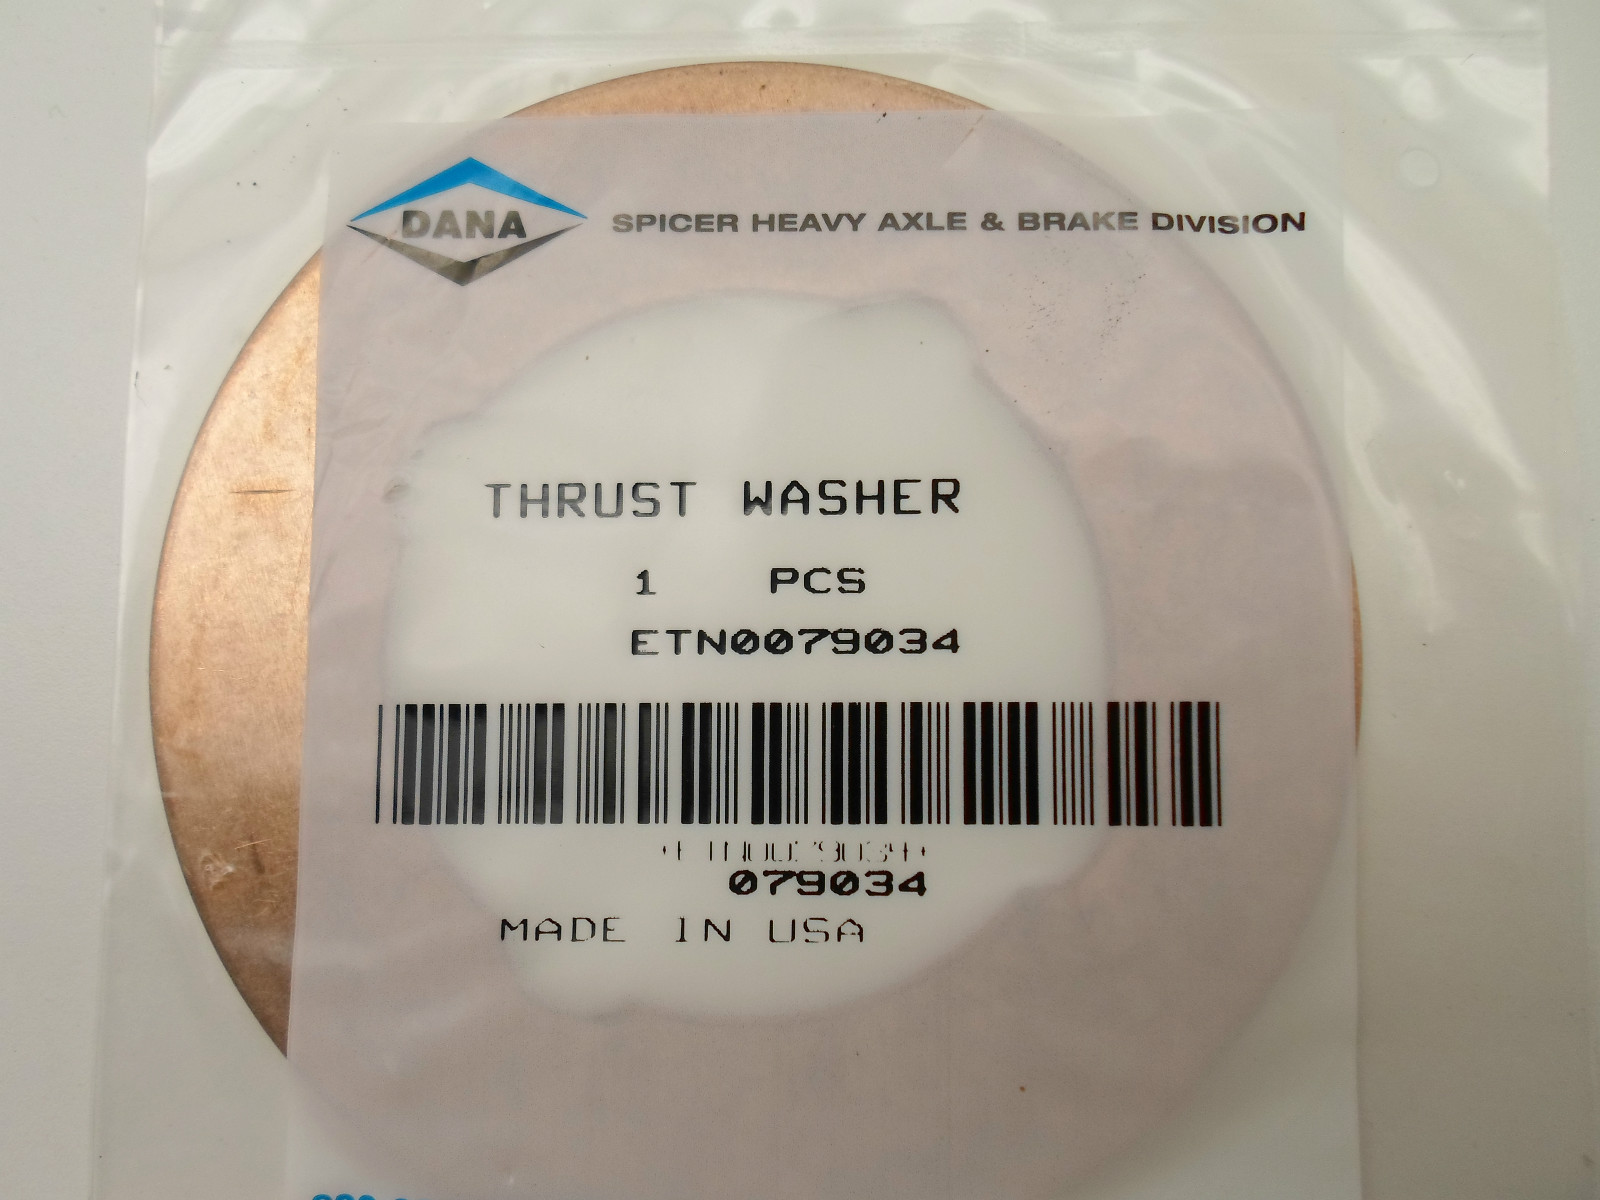 DANA SPICER HEAVY AXLE & BRAKE DIVISION
THRUST WASHER
1 PCS
ETN0079034
079034
MADE IN USA